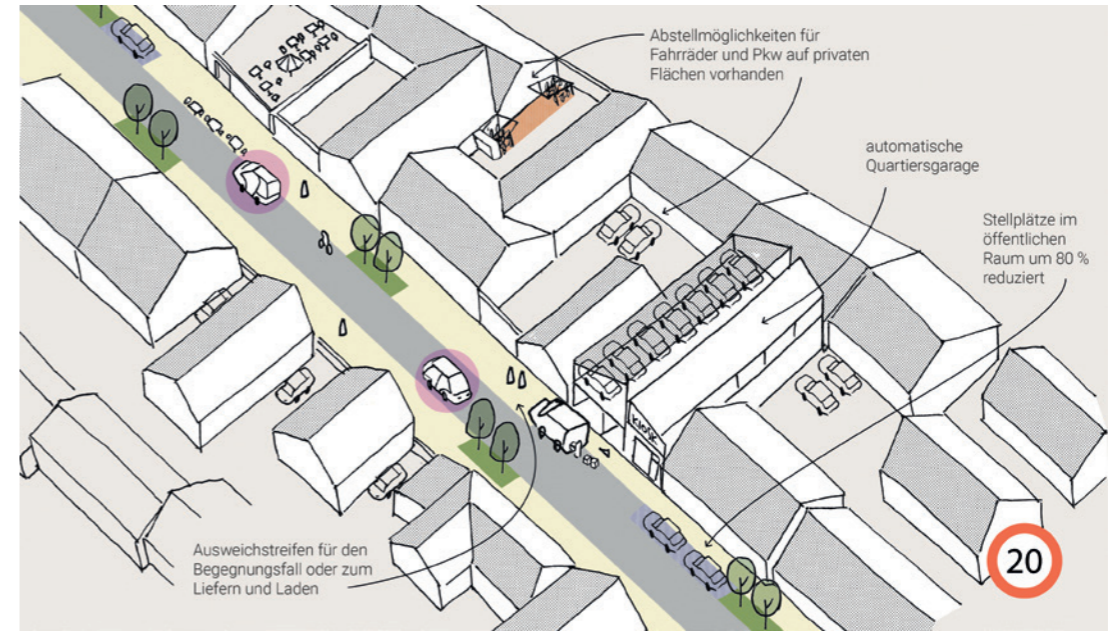 Abstellmöglichkeiten für
Fahrräder und Pkw auf privaten
Flächen vorhanden
automatische
Quartiersgarage
Stellplätze im
öffentlichen
Raum um 80 %
reduziert
KIOSK
Ausweichstreifen für den
Begegnungsfall oder zum
Liefern und Laden
20